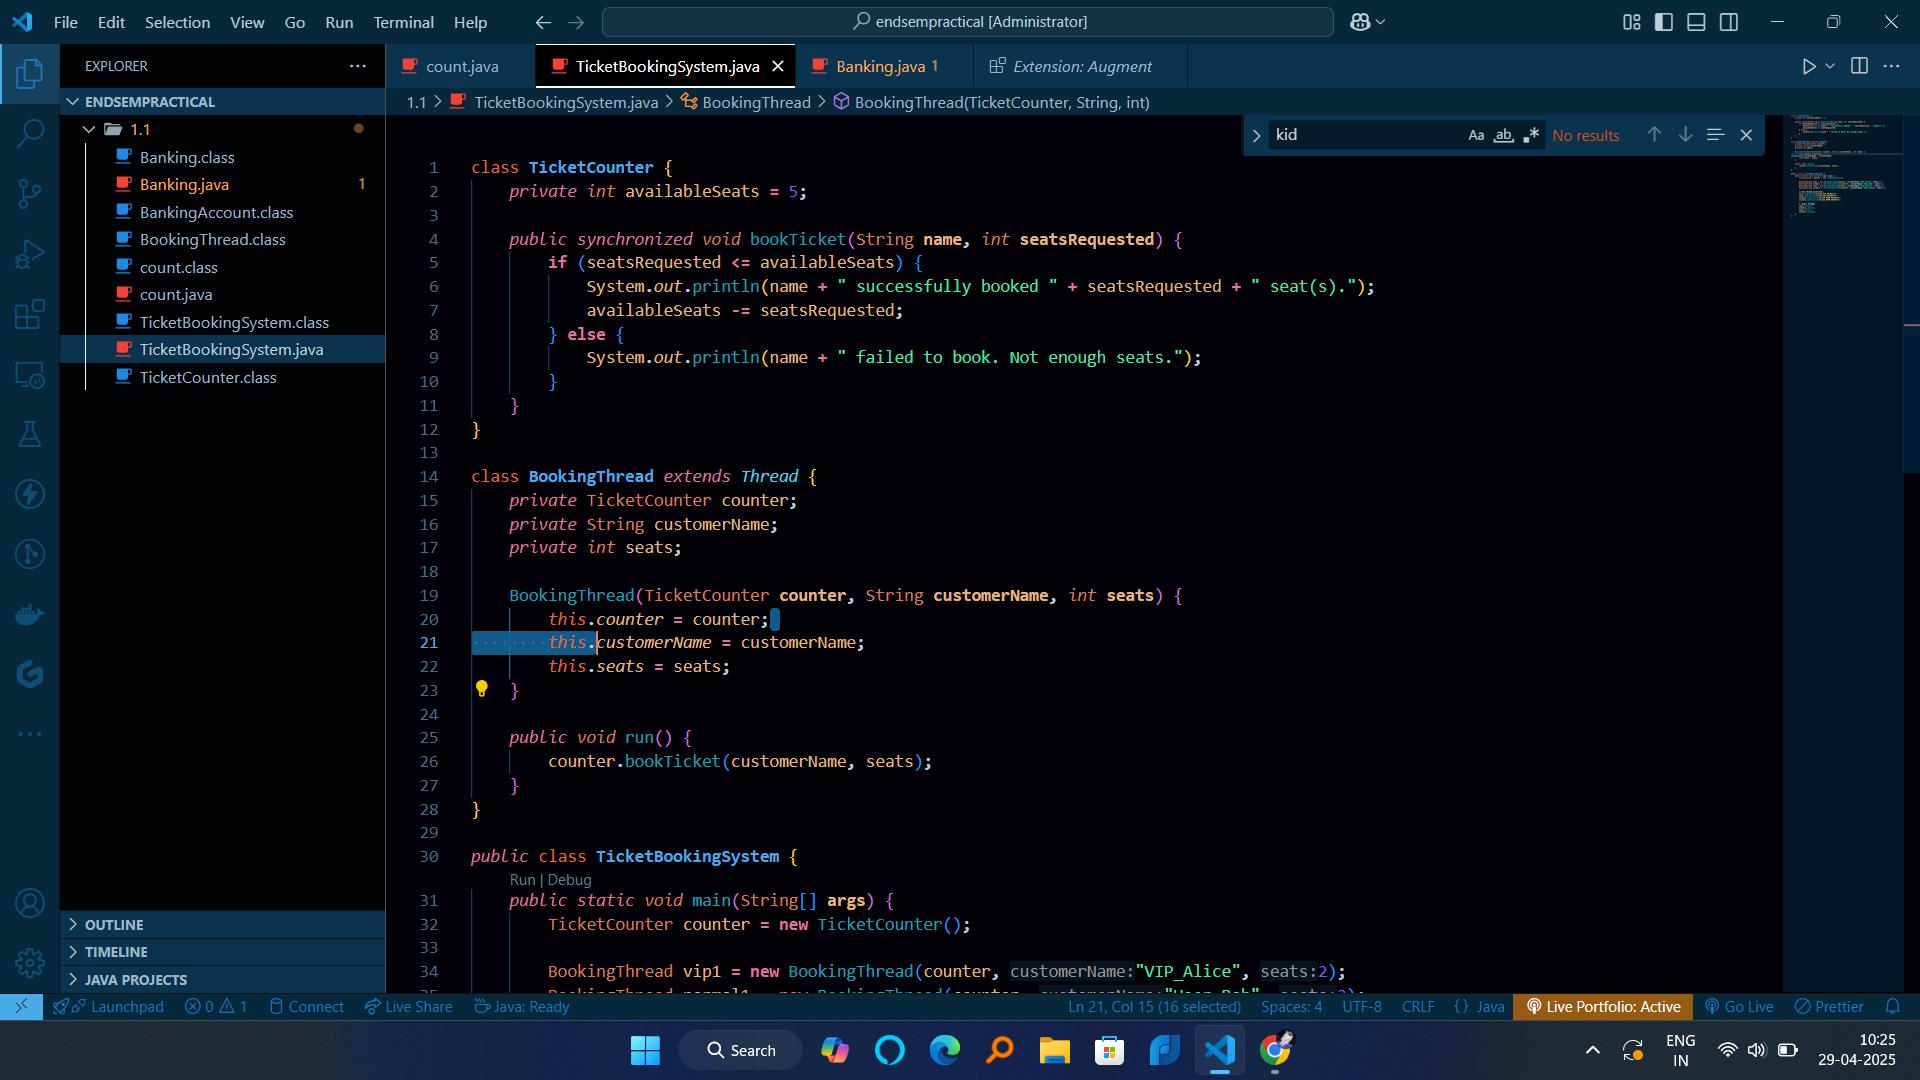 File Edit Selection View Go Run Terminal Help
endsempractical [Administrator]
EXPLORER
ENDSEMPRACTICAL
1.1
Banking.class
Banking.java 1
BankingAccount.class
BookingThread.class
count.class
count.java
TicketBookingSystem.class
TicketBookingSystem.java
TicketCounter.class
OUTLINE
TIMELINE
JAVA PROJECTS
count.java
TicketBookingSystem.java
Banking.java 1
Extension: Augment
1.1 > TicketBookingSystem.java > BookingThread > BookingThread(TicketCounter, String, int)
kid Aa ab No results
1 class TicketCounter {
2 private int availableSeats = 5;
3
4 public synchronized void bookTicket(String name, int seatsRequested) {
5 if (seatsRequested <= availableSeats) {
6 System.out.println(name + " successfully booked " + seatsRequested + " seat(s).");
7 availableSeats -= seatsRequested;
8 } else {
9 System.out.println(name + " failed to book. Not enough seats.");
10 }
11 }
12 }
13
14 class BookingThread extends Thread {
15 private TicketCounter counter;
16 private String customerName;
17 private int seats;
18
19 BookingThread(TicketCounter counter, String customerName, int seats) {
20 this.counter = counter;
21 this.customerName = customerName;
22 this.seats = seats;
23 }
24
25 public void run() {
26 counter.bookTicket(customerName, seats);
27 }
28 }
29
30 public class TicketBookingSystem {
Run | Debug
31 public static void main(String[] args) {
32 TicketCounter counter = new TicketCounter();
33
34 BookingThread vip1 = new BookingThread(counter, customerName:"VIP_Alice", seats:2);
Launchpad 0 1 Connect Live Share Java: Ready
Ln 21, Col 15 (16 selected) Spaces: 4 UTF-8 CRLF {} Java Live Portfolio: Active Go Live Prettier
Search
ENG
IN
10:25
29-04-2025